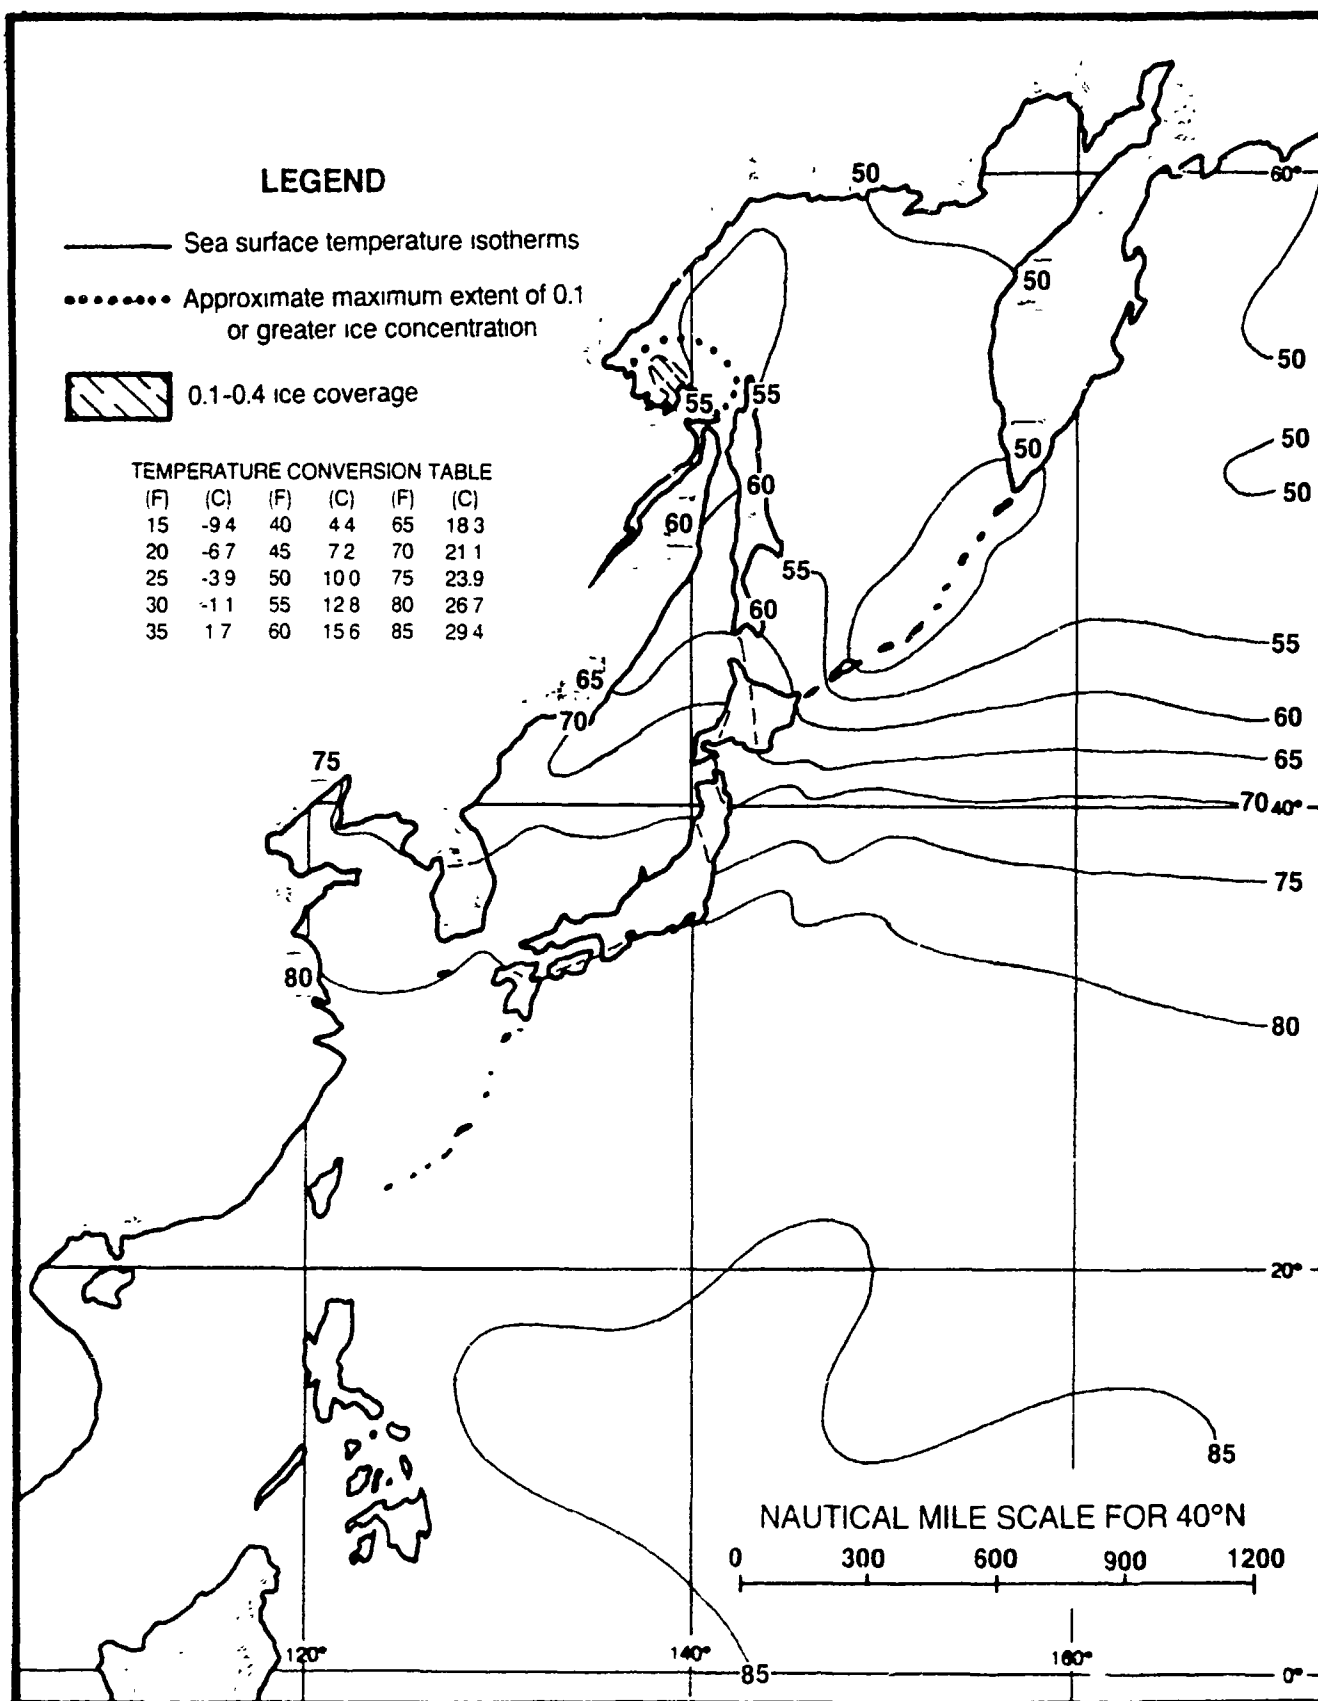 LEGEND
Sea surface temperature isotherms
Approximate maximum extent of 0.1
or greater ice concentration
0.1-0.4 ice coverage
TEMPERATURE CONVERSION TABLE
(F) (C) (F) (C) (F) (C)
15 -9 4 40 4 4 65 18 3
20 -6 7 45 7 2 70 21 1
25 -3 9 50 10 0 75 23.9
30 -1 1 55 12 8 80 26 7
35 1 7 60 15 6 85 29 4
50
60°
50
50
55
55
50
50
50
60
60
55
60
55
65
70
60
75
65
70 40°
75
80
80
20°
85
NAUTICAL MILE SCALE FOR 40°N
0 300 600 900 1200
120° 140° 160°
85
0°